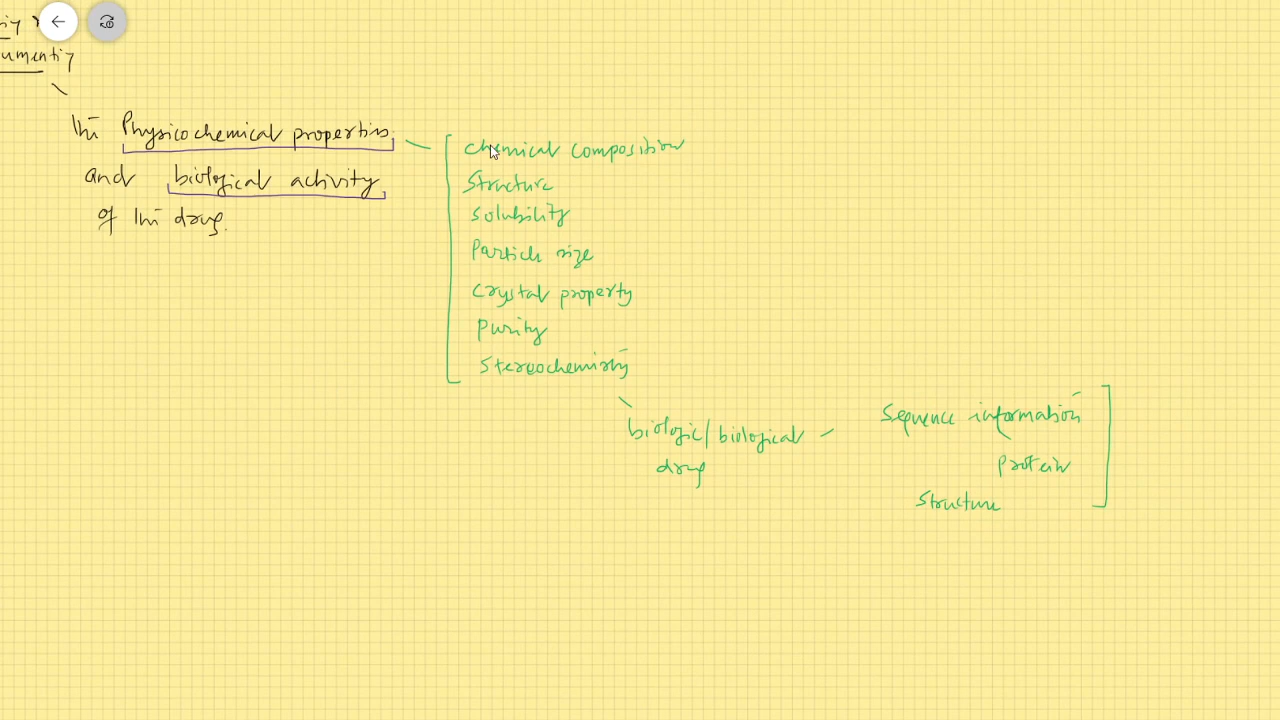 umenting
the Physicochemical properties
and biological activity
of the drug.
chemical composition
Structure
Solubility
Particle size
Crystal property
Purity
Stereochemistry
biologic/biological
drug
Sequence information
Protein
Structure